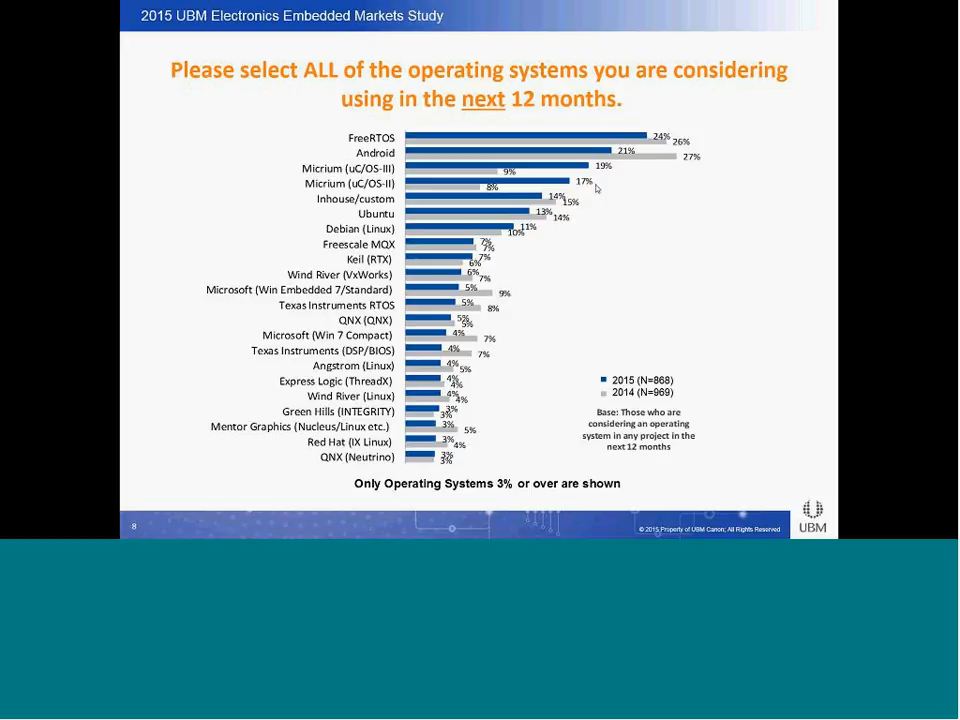 2015 UBM Electronics Embedded Markets Study
Please select ALL of the operating systems you are considering
using in the next 12 months.
FreeRTOS 24% 26%
Android 21% 27%
Micrium (uC/OS-III) 19% 9%
Micrium (uC/OS-II) 17% 8%
Inhouse/custom 14% 15%
Ubuntu 13% 14%
Debian (Linux) 11% 10%
Freescale MQX 7% 7%
Keil (RTX) 7% 6%
Wind River (VxWorks) 6% 7%
Microsoft (Win Embedded 7/Standard) 5% 9%
Texas Instruments RTOS 5% 8%
QNX (QNX) 5% 5%
Microsoft (Win 7 Compact) 4% 7%
Texas Instruments (DSP/BIOS) 4% 7%
Angstrom (Linux) 4% 5%
Express Logic (ThreadX) 4% 4%
Wind River (Linux) 4% 4%
Green Hills (INTEGRITY) 3% 3%
Mentor Graphics (Nucleus/Linux etc.) 3% 5%
Red Hat (IX Linux) 3% 4%
QNX (Neutrino) 3% 3%
2015 (N=868)
2014 (N=969)
Base: Those who are
considering an operating
system in any project in the
next 12 months
Only Operating Systems 3% or over are shown
8
© 2015 Property of UBM Canon; All Rights Reserved
UBM